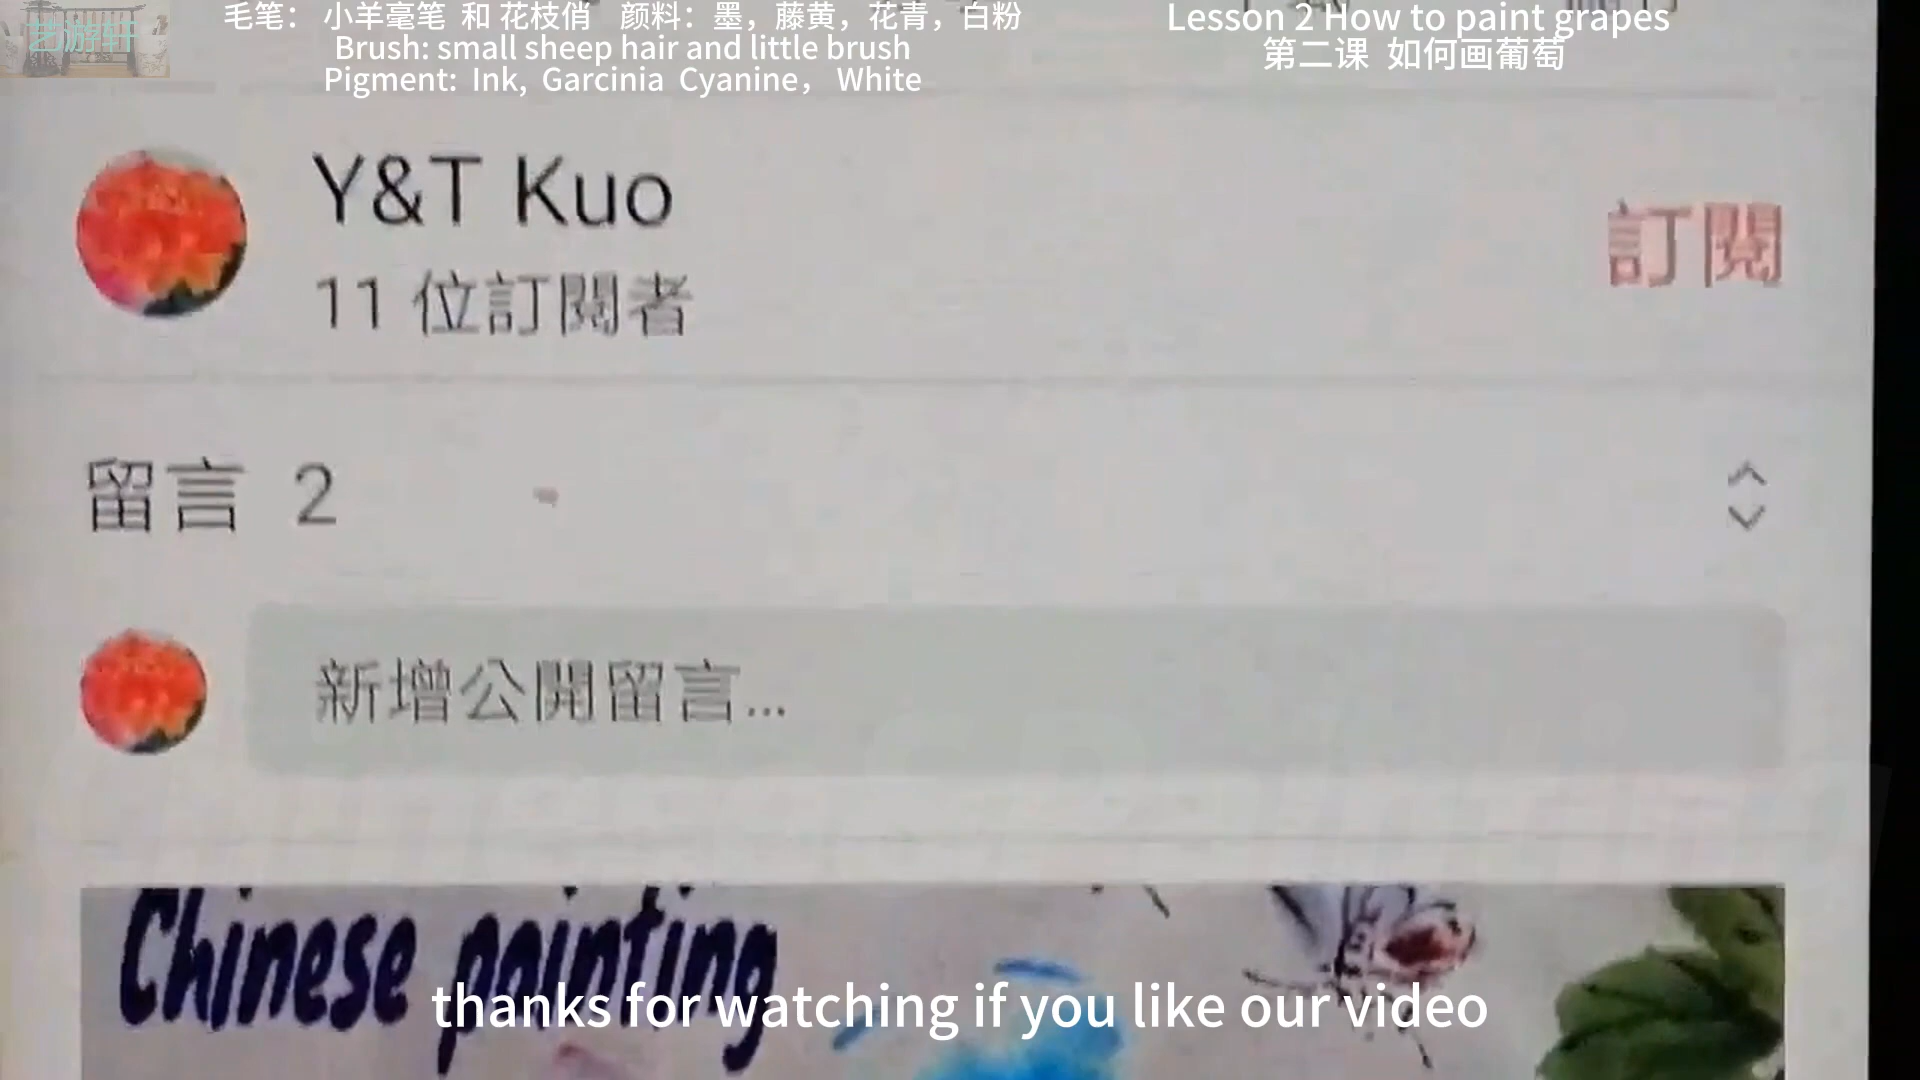 艺游轩
毛笔： 小羊毫笔 和 花枝俏 颜料：墨，藤黄，花青，白粉
Brush: small sheep hair and little brush
Pigment: Ink, Garcinia Cyanine， White
Lesson 2 How to paint grapes
第二课 如何画葡萄
Y&T Kuo
11 位訂閱者
訂閱
留言 2
新增公開留言...
Chinese painting
thanks for watching if you like our video